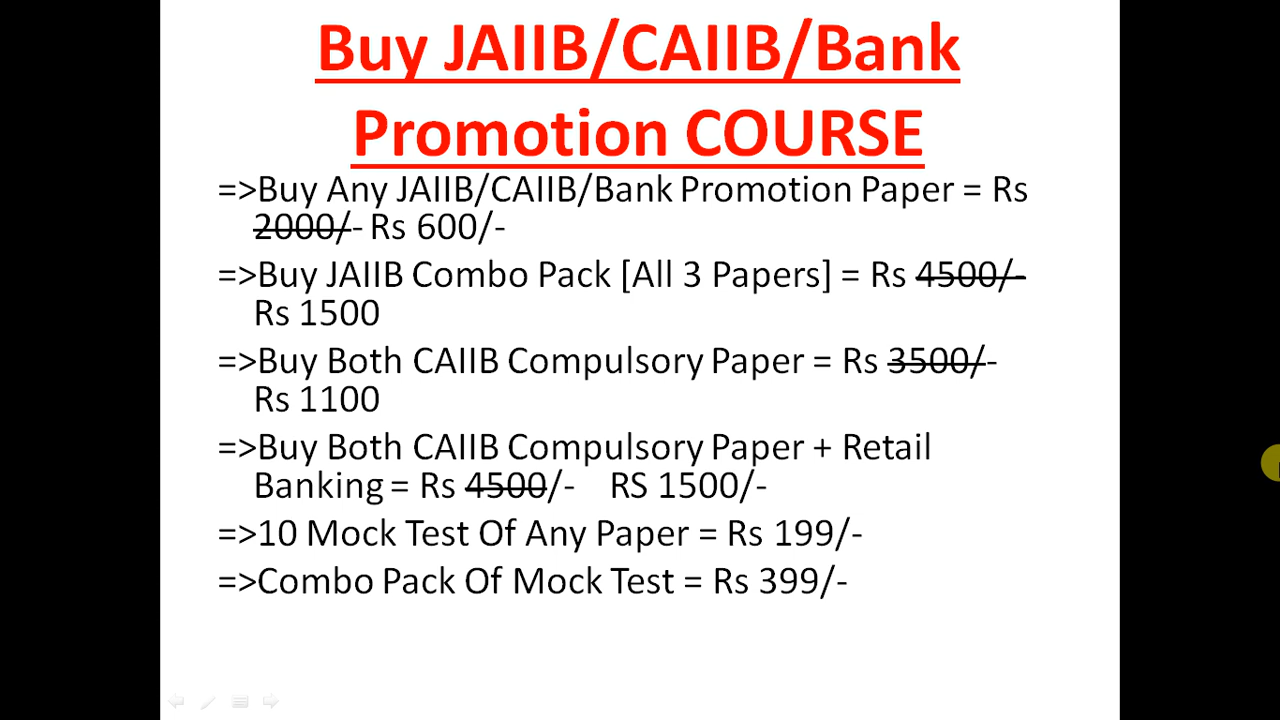 Buy JAIIB/CAIIB/Bank
Promotion COURSE
=>Buy Any JAIIB/CAIIB/Bank Promotion Paper = Rs
2000/- Rs 600/-
=>Buy JAIIB Combo Pack [All 3 Papers] = Rs 4500/-
Rs 1500
=>Buy Both CAIIB Compulsory Paper = Rs 3500/-
Rs 1100
=>Buy Both CAIIB Compulsory Paper + Retail
Banking = Rs 4500/- RS 1500/-
=>10 Mock Test Of Any Paper = Rs 199/-
=>Combo Pack Of Mock Test = Rs 399/-